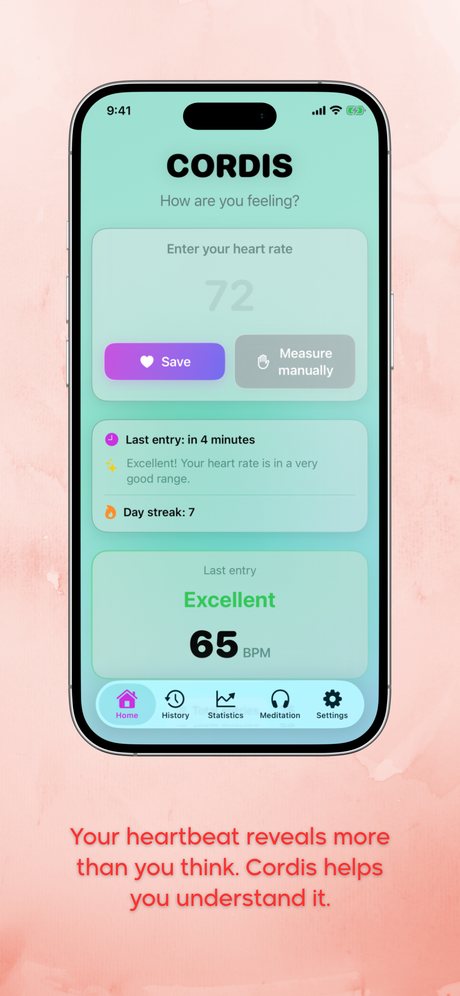 9:41
CORDIS
How are you feeling?
Enter your heart rate
72
Save
Measure
manually
Last entry: in 4 minutes
Excellent! Your heart rate is in a very
good range.
Day streak: 7
Last entry
Excellent
65 BPM
Home
History
Statistics
Meditation
Settings
Your heartbeat reveals more
than you think. Cordis helps
you understand it.